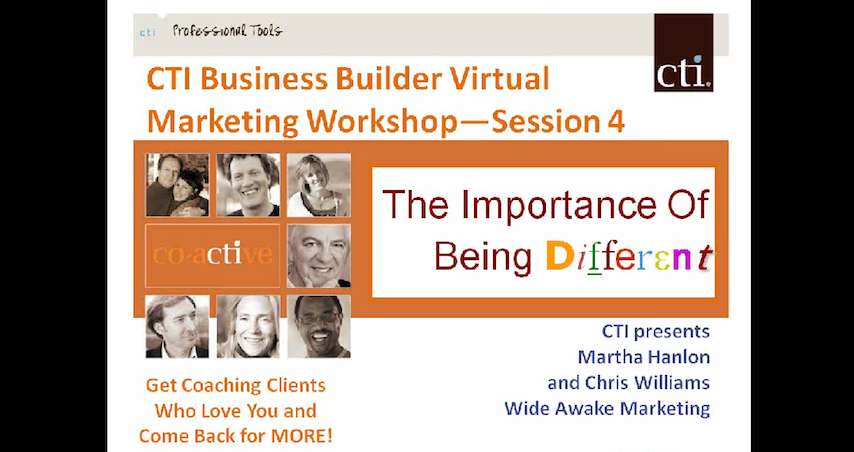 cti Professional Tools
cti
CTI Business Builder Virtual
Marketing Workshop—Session 4
The Importance Of
Being Different
co-active
CTI presents
Martha Hanlon
and Chris Williams
Wide Awake Marketing
Get Coaching Clients
Who Love You and
Come Back for MORE!